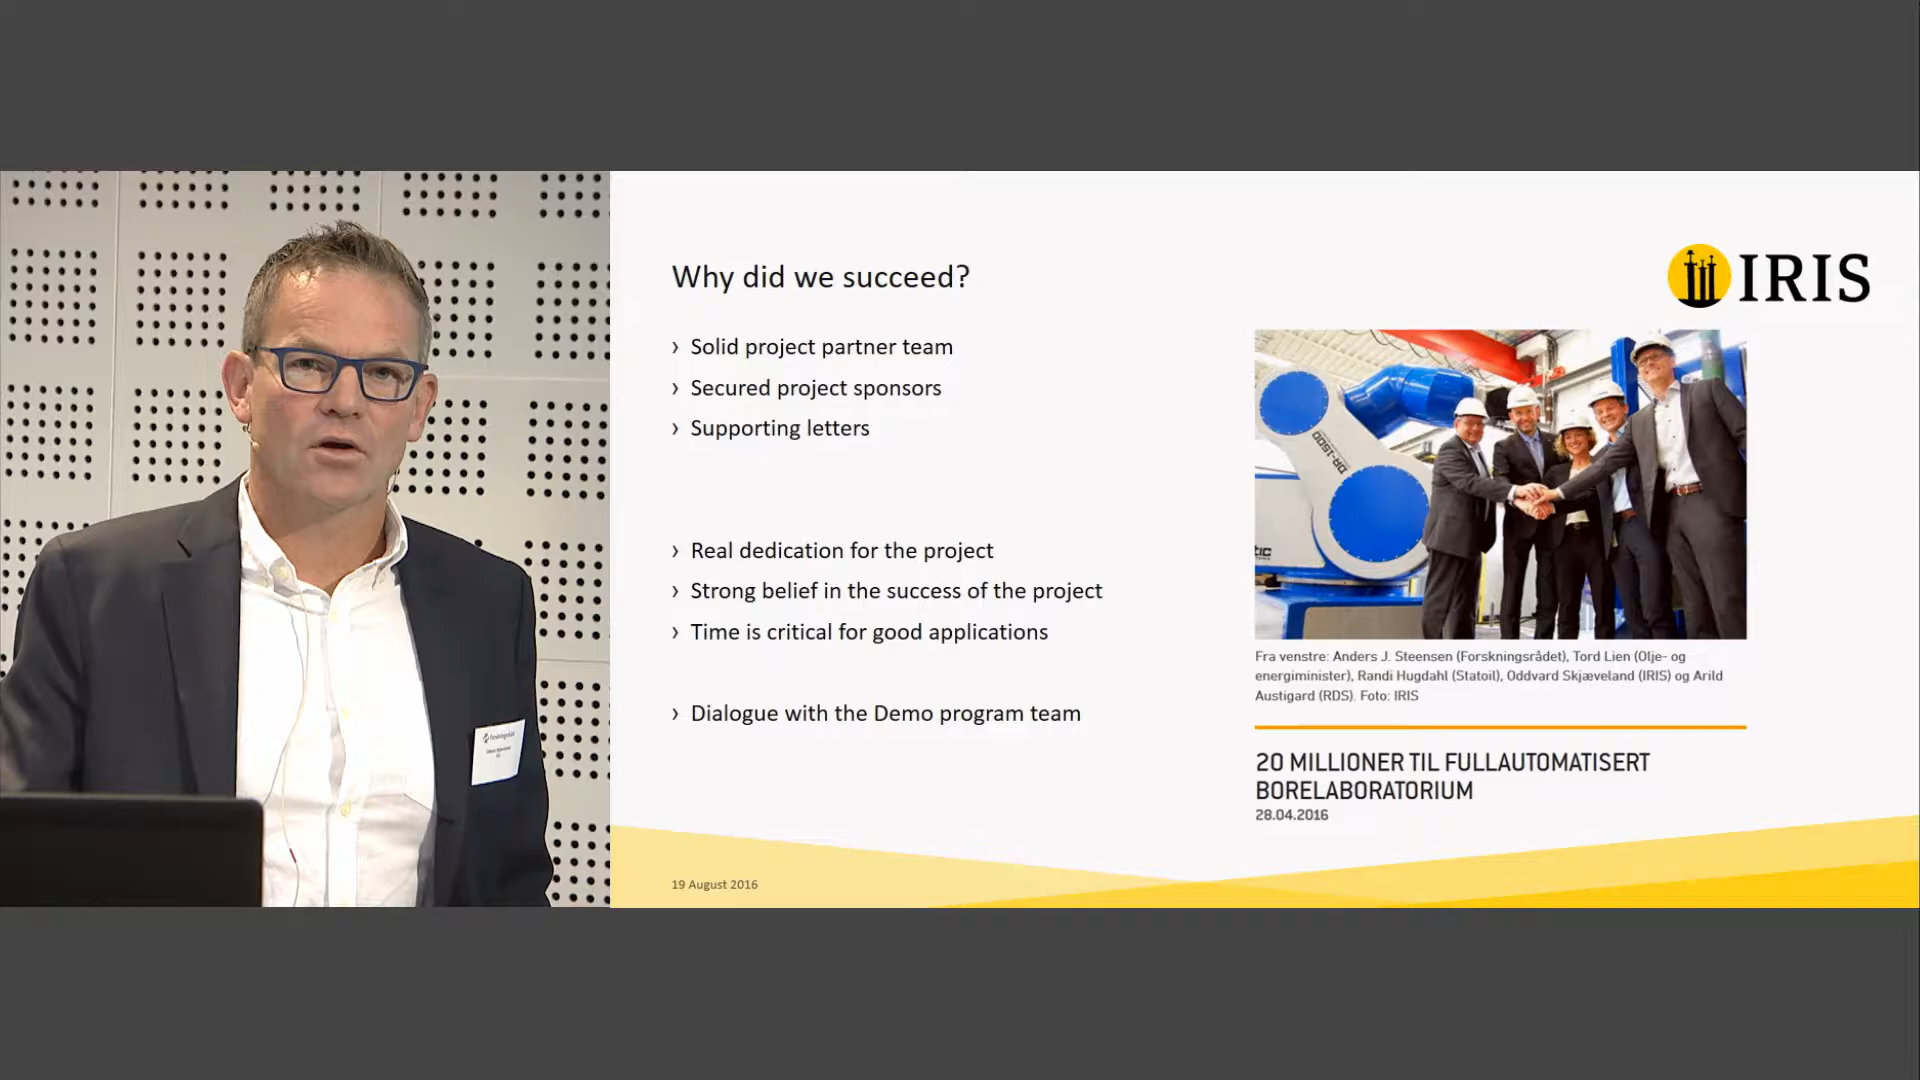 Why did we succeed?
IRIS
› Solid project partner team
› Secured project sponsors
› Supporting letters
› Real dedication for the project
› Strong belief in the success of the project
› Time is critical for good applications
› Dialogue with the Demo program team
DR-1500
Fra venstre: Anders J. Steensen (Forskningsrådet), Tord Lien (Olje- og
energiminister), Randi Hugdahl (Statoil), Oddvard Skjæveland (IRIS) og Arild
Austigard (RDS). Foto: IRIS
20 MILLIONER TIL FULLAUTOMATISERT
BORELABORATORIUM
28.04.2016
19 August 2016
Forskningsrådet